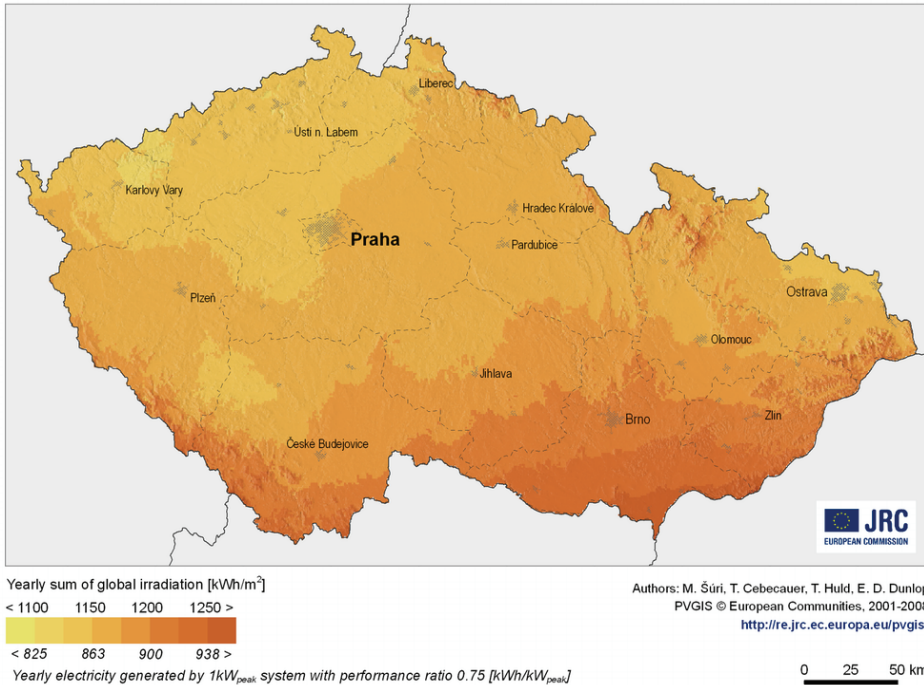 Liberec
Ústí n. Labem
Karlovy Vary
Hradec Králové
Praha
Pardubice
Plzeň
Ostrava
Olomouc
Jihlava
Brno
Zlín
České Budejovice
JRC
EUROPEAN COMMISSION
Yearly sum of global irradiation [kWh/m²]
< 1100 1150 1200 1250 >
< 825 863 900 938 >
Yearly electricity generated by 1kWpeak system with performance ratio 0.75 [kWh/kWpeak]
Authors: M. Šúri, T. Cebecauer, T. Huld, E. D. Dunlop
PVGIS © European Communities, 2001-2008
http://re.jrc.ec.europa.eu/pvgis
0 25 50 km